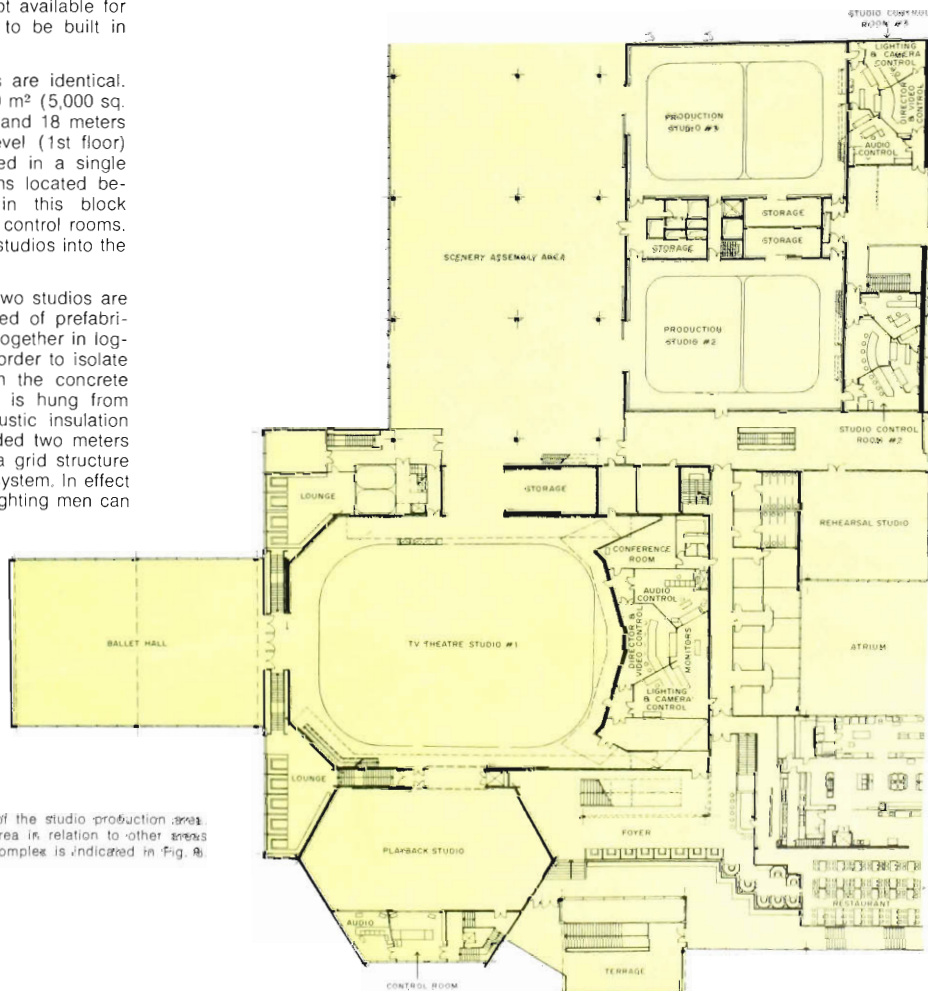 ot available for
to be built in
s are identical.
0 m² (5,000 sq.
and 18 meters
evel (1st floor)
ed in a single
ns located be-
in this block
control rooms.
studios into the
wo studios are
ed of prefabri-
ogether in log-
order to isolate
n the concrete
is hung from
ustic insulation
ded two meters
a grid structure
ystem. In effect
ghting men can
of the studio production area.
rea in relation to other areas
omplex is indicated in Fig. 9.
STUDIO CONTROL
ROOM #3
LIGHTING
& CAMERA
CONTROL
DIRECTOR
& VIDEO
CONTROL
AUDIO
CONTROL
PRODUCTION
STUDIO #3
STORAGE
STORAGE
STORAGE
SCENERY ASSEMBLY AREA
PRODUCTION
STUDIO #2
STUDIO CONTROL
ROOM #2
LOUNGE
STORAGE
REHEARSAL STUDIO
CONFERENCE
ROOM
AUDIO
CONTROL
DIRECTOR &
VIDEO CONTROL
MONITORS
LIGHTING
& CAMERA
CONTROL
BALLET HALL
TV THEATRE STUDIO #1
ATRIUM
LOUNGE
FOYER
PLAYBACK STUDIO
RESTAURANT
AUDIO
TERRACE
CONTROL ROOM